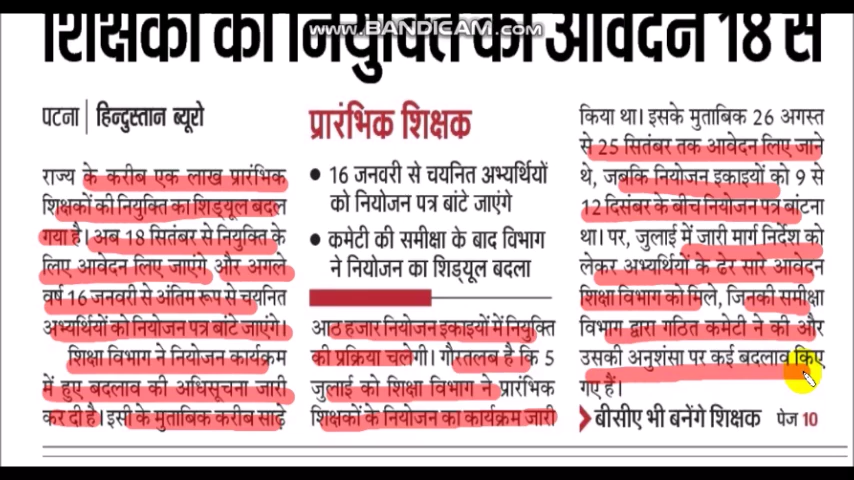 शिक्षकों की नियुक्ति को आवेदन 18 से
www.BANDICAM.com
पटना | हिन्दुस्तान ब्यूरो
राज्य के करीब एक लाख प्रारंभिक
शिक्षकों की नियुक्ति का शिड्यूल बदल
गया है। अब 18 सितंबर से नियुक्ति के
लिए आवेदन लिए जाएंगे और अगले
वर्ष 16 जनवरी से अंतिम रूप से चयनित
अभ्यर्थियों को नियोजन पत्र बांटे जाएंगे।
शिक्षा विभाग ने नियोजन कार्यक्रम
में हुए बदलाव की अधिसूचना जारी
कर दी है। इसी के मुताबिक करीब साढ़े
प्रारंभिक शिक्षक
• 16 जनवरी से चयनित अभ्यर्थियों
को नियोजन पत्र बांटे जाएंगे
• कमेटी की समीक्षा के बाद विभाग
ने नियोजन का शिड्यूल बदला
आठ हजार नियोजन इकाइयों में नियुक्ति
की प्रक्रिया चलेगी। गौरतलब है कि 5
जुलाई को शिक्षा विभाग ने प्रारंभिक
शिक्षकों के नियोजन का कार्यक्रम जारी
किया था। इसके मुताबिक 26 अगस्त
से 25 सितंबर तक आवेदन लिए जाने
थे, जबकि नियोजन इकाइयों को 9 से
12 दिसंबर के बीच नियोजन पत्र बांटना
था। पर, जुलाई में जारी मार्ग निर्देश को
लेकर अभ्यर्थियों के ढेर सारे आवेदन
शिक्षा विभाग को मिले, जिनकी समीक्षा
विभाग द्वारा गठित कमेटी ने की और
उसकी अनुशंसा पर कई बदलाव किए
गए हैं।
बीसीए भी बनेंगे शिक्षक पेज 10